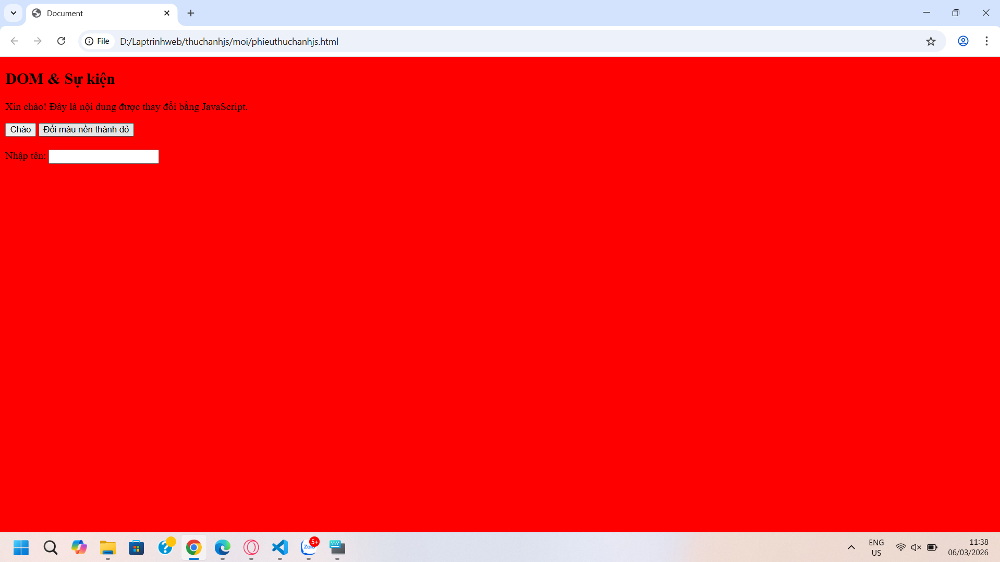 Document
File
D:/Laptrinhweb/thuchanhjs/moi/phieuthuchanhjs.html
DOM & Sự kiện
Xin chào! Đây là nội dung được thay đổi bằng JavaScript.
Chào Đổi màu nền thành đỏ
Nhập tên:
Zalo
5+
ENG
US
11:38
06/03/2026